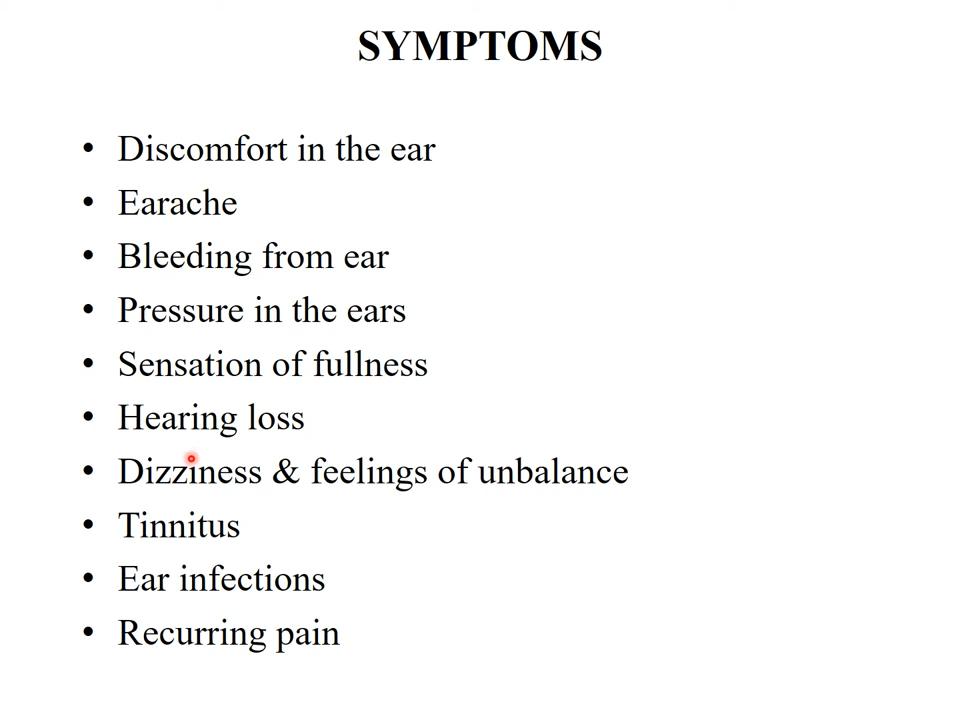 SYMPTOMS
• Discomfort in the ear
• Earache
• Bleeding from ear
• Pressure in the ears
• Sensation of fullness
• Hearing loss
• Dizziness & feelings of unbalance
• Tinnitus
• Ear infections
• Recurring pain